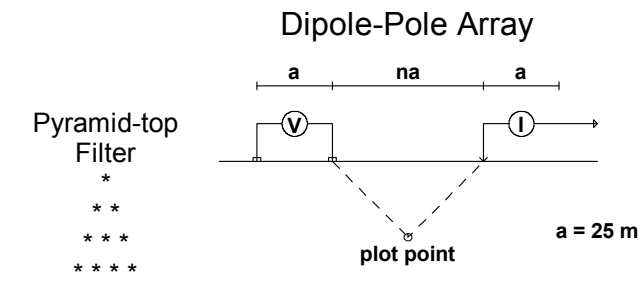 Dipole-Pole Array
a na a
Pyramid-top
Filter
*
* *
* * *
* * * *
V I
plot point
a = 25 m